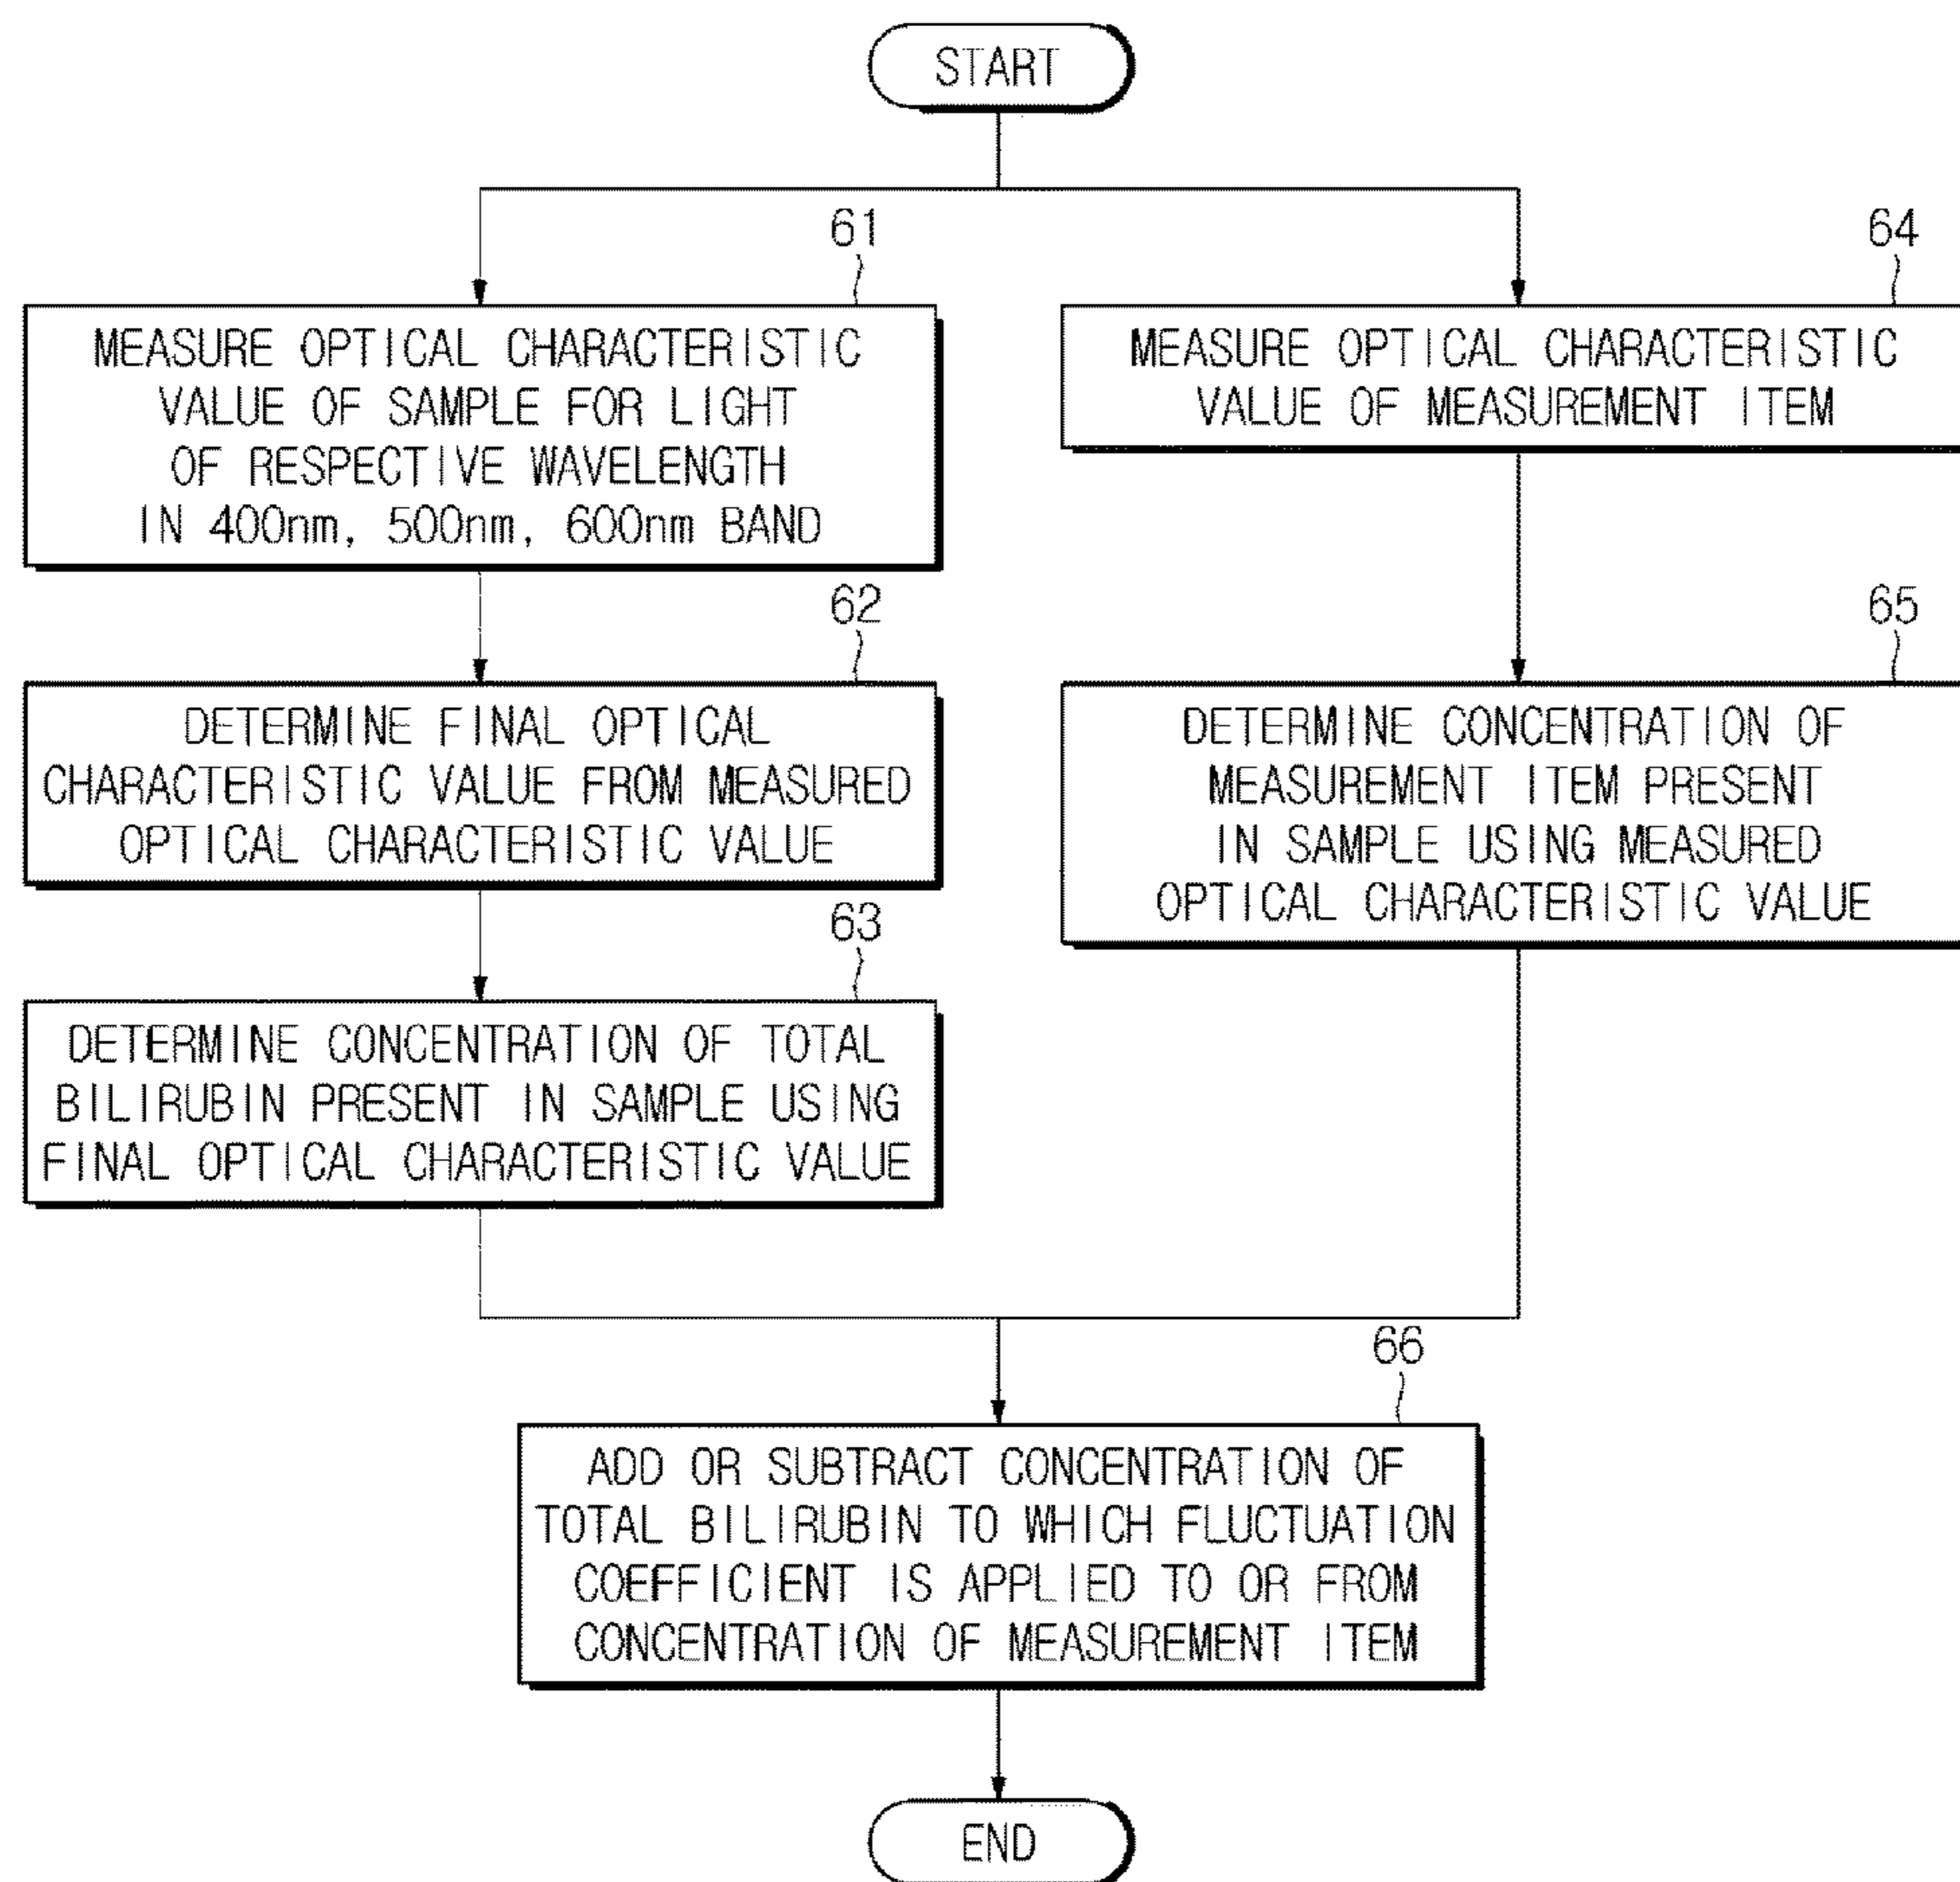 START
61
MEASURE OPTICAL CHARACTERISTIC
VALUE OF SAMPLE FOR LIGHT
OF RESPECTIVE WAVELENGTH
IN 400nm, 500nm, 600nm BAND
62
DETERMINE FINAL OPTICAL
CHARACTERISTIC VALUE FROM MEASURED
OPTICAL CHARACTERISTIC VALUE
63
DETERMINE CONCENTRATION OF TOTAL
BILIRUBIN PRESENT IN SAMPLE USING
FINAL OPTICAL CHARACTERISTIC VALUE
64
MEASURE OPTICAL CHARACTERISTIC
VALUE OF MEASUREMENT ITEM
65
DETERMINE CONCENTRATION OF
MEASUREMENT ITEM PRESENT
IN SAMPLE USING MEASURED
OPTICAL CHARACTERISTIC VALUE
66
ADD OR SUBTRACT CONCENTRATION OF
TOTAL BILIRUBIN TO WHICH FLUCTUATION
COEFFICIENT IS APPLIED TO OR FROM
CONCENTRATION OF MEASUREMENT ITEM
END